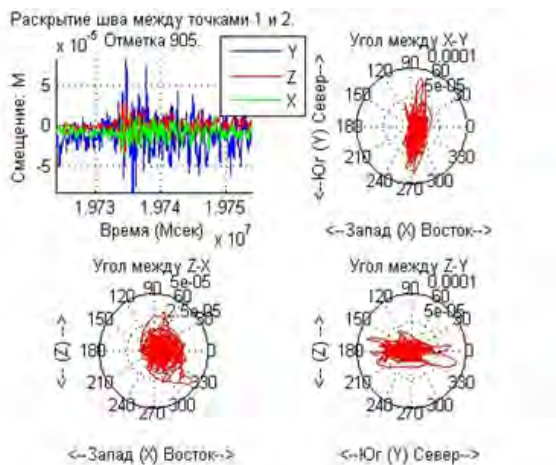 Раскрытие шва между точками 1 и 2.
Отметка 905.
x 10^-5
Y
Z
X
5
0
-5
Смещение: М
1.973 1.974 1.975
Время (Мсек) x 10^7
Угол между X-Y
90 0.0001
120 60
5e-05
150
180 0
210 330
240 300
270
<--Юг (Y) Север-->
<--Запад (X) Восток-->
Угол между Z-X
90 5e-05
120 60
2.5e-05
150
180 0
210 330
240 300
270
<-- (Z) -->
<--Запад (X) Восток-->
Угол между Z-Y
90 0.0001
120 60
5e-05
150
180 0
210 330
240 300
270
<-- (Z) -->
<--Юг (Y) Север-->